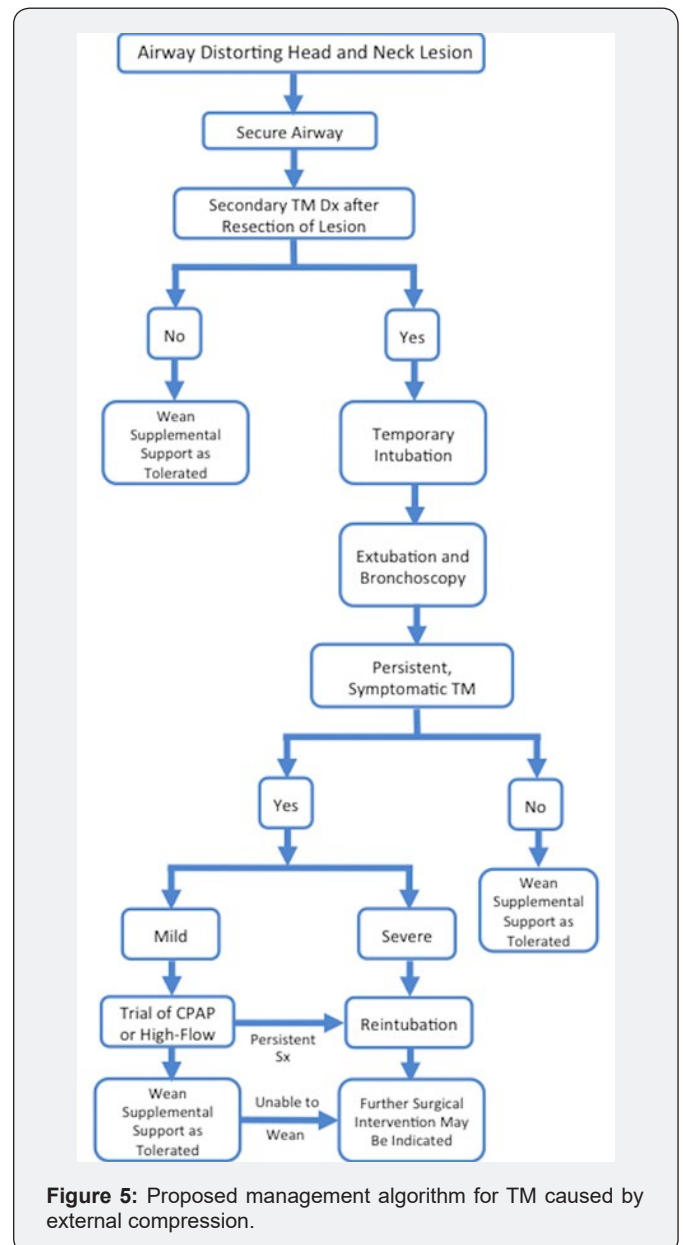 Airway Distorting Head and Neck Lesion
Secure Airway
Secondary TM Dx after
Resection of Lesion
No
Yes
Wean
Supplemental
Support as
Tolerated
Temporary
Intubation
Extubation and
Bronchoscopy
Persistent,
Symptomatic TM
Yes
No
Wean
Supplemental
Support as
Tolerated
Mild
Severe
Trial of CPAP
or High-Flow
Persistent
Sx
Reintubation
Wean
Supplemental
Support as
Tolerated
Unable to
Wean
Further Surgical
Intervention May
Be Indicated
Figure 5: Proposed management algorithm for TM caused by
external compression.